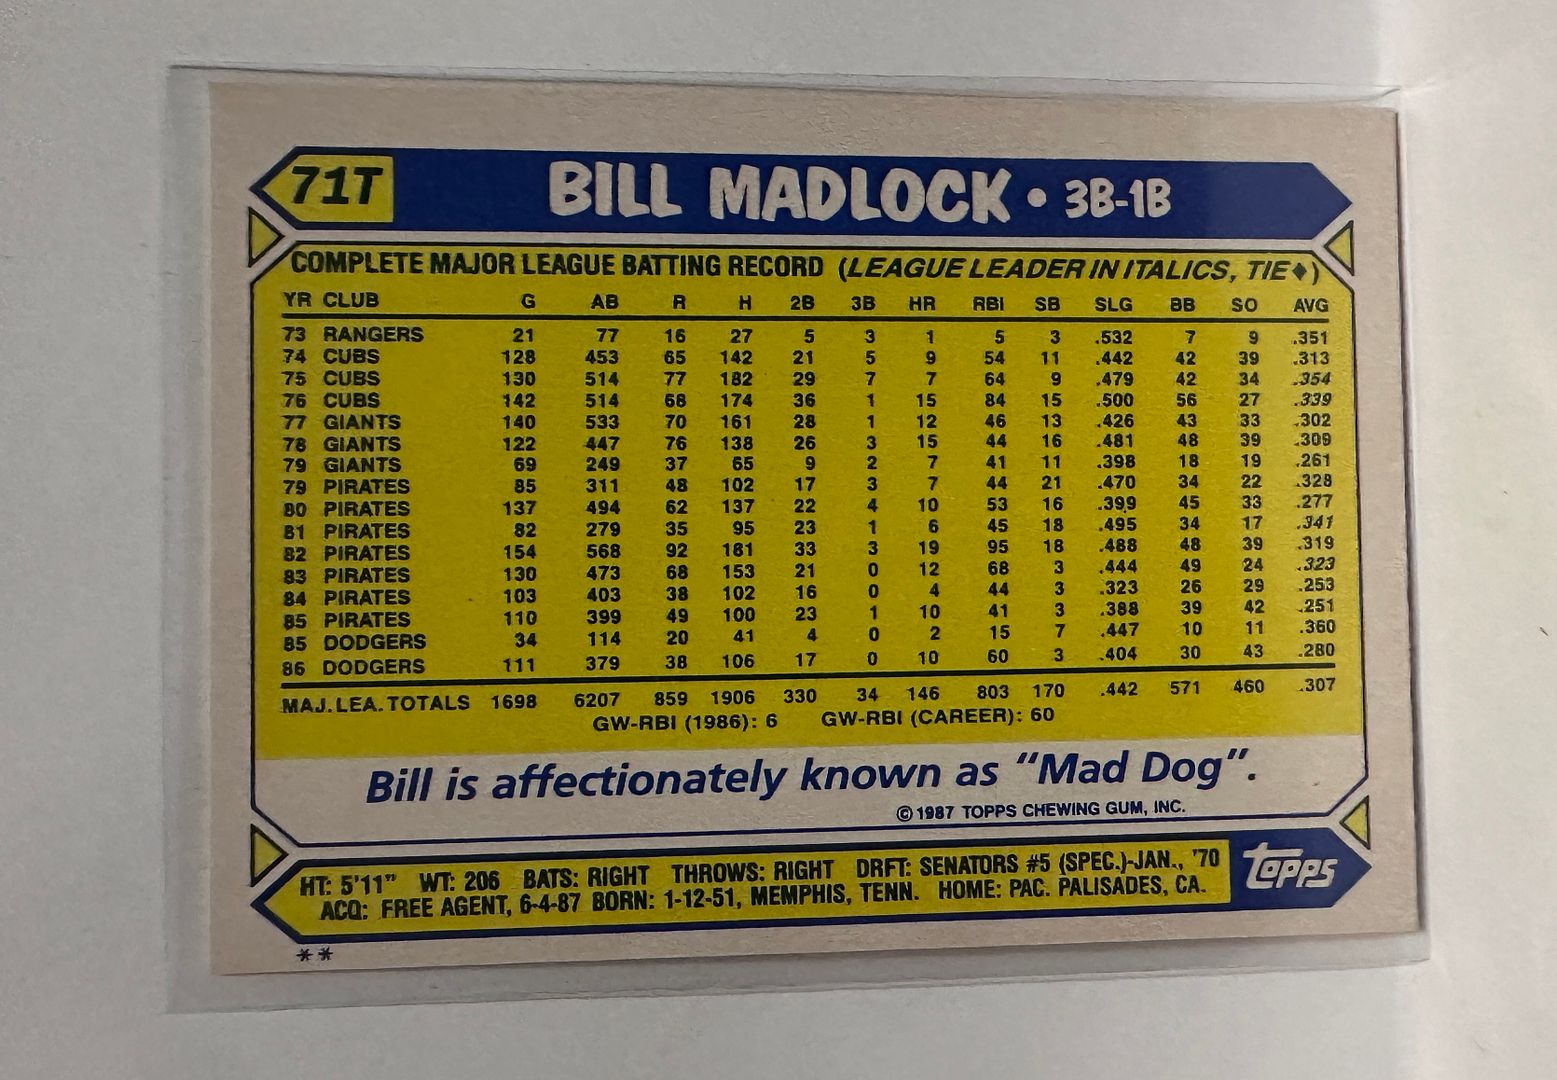 71T BILL MADLOCK • 3B-1B
COMPLETE MAJOR LEAGUE BATTING RECORD (LEAGUE LEADER IN ITALICS, TIE♦)
YR CLUB G AB R H 2B 3B HR RBI SB SLG BB SO AVG
73 RANGERS 21 77 16 27 5 3 1 5 3 .532 7 9 .351
74 CUBS 128 453 65 142 21 5 9 54 11 .442 42 39 .313
75 CUBS 130 514 77 182 29 7 7 64 9 .479 42 34 .354
76 CUBS 142 514 68 174 36 1 15 84 15 .500 56 27 .339
77 GIANTS 140 533 70 161 28 1 12 46 13 .426 43 33 .302
78 GIANTS 122 447 76 138 26 3 15 44 16 .481 48 39 .309
79 GIANTS 69 249 37 65 9 2 7 41 11 .398 18 19 .261
79 PIRATES 85 311 48 102 17 3 7 44 21 .470 34 22 .328
80 PIRATES 137 494 62 137 22 4 10 53 16 .399 45 33 .277
81 PIRATES 82 279 35 95 23 1 6 45 18 .495 34 17 .341
82 PIRATES 154 568 92 181 33 3 19 95 18 .488 48 39 .319
83 PIRATES 130 473 68 153 21 0 12 68 3 .444 49 24 .323
84 PIRATES 103 403 38 102 16 0 4 44 3 .323 26 29 .253
85 PIRATES 110 399 49 100 23 1 10 41 3 .388 39 42 .251
85 DODGERS 34 114 20 41 4 0 2 15 7 .447 10 11 .360
86 DODGERS 111 379 38 106 17 0 10 60 3 .404 30 43 .280
MAJ. LEA. TOTALS 1698 6207 859 1906 330 34 146 803 170 .442 571 460 .307
GW-RBI (1986): 6 GW-RBI (CAREER): 60
Bill is affectionately known as “Mad Dog”.
© 1987 TOPPS CHEWING GUM, INC.
HT: 5'11" WT: 206 BATS: RIGHT THROWS: RIGHT DRFT: SENATORS #5 (SPEC.)-JAN., '70
ACQ: FREE AGENT, 6-4-87 BORN: 1-12-51, MEMPHIS, TENN. HOME: PAC. PALISADES, CA.
topps
**